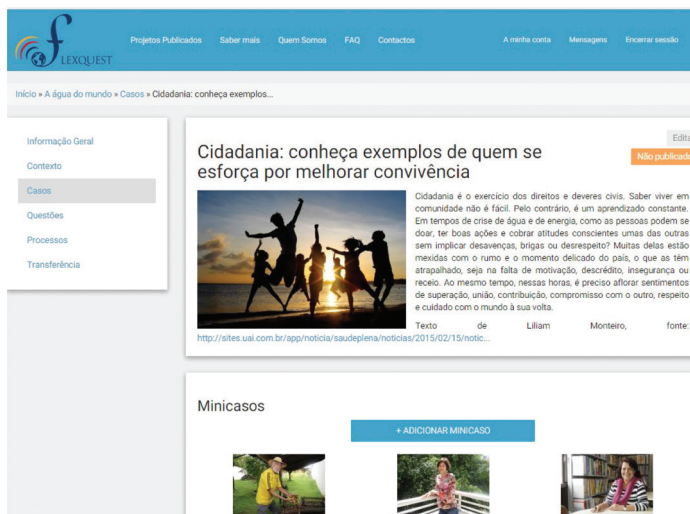 FLEXQUEST
Projetos Publicados Saber mais Quem Somos FAQ Contactos A minha conta Mensagens Encerrar sessão
Início » A água do mundo » Casos » Cidadania: conheça exemplos...
Informação Geral
Contexto
Casos
Questões
Processos
Transferência
Edita
Não publicado
Cidadania: conheça exemplos de quem se
esforça por melhorar convivência
Cidadania é o exercício dos direitos e deveres civis. Saber viver em
comunidade não é fácil. Pelo contrário, é um aprendizado constante.
Em tempos de crise de água e de energia, como as pessoas podem se
doar, ter boas ações e cobrar atitudes conscientes umas das outras
sem implicar desavenças, brigas ou desrespeito? Muitas delas estão
mexidas com o rumo e o momento delicado do país, o que as têm
atrapalhado, seja na falta de motivação, descrédito, insegurança ou
receio. Ao mesmo tempo, nessas horas, é preciso aflorar sentimentos
de superação, união, contribuição, compromisso com o outro, respeito
e cuidado com o mundo à sua volta.
Texto de Liliam Monteiro, fonte:
http://sites.uai.com.br/app/noticia/saudeplena/noticias/2015/02/15/notic...
Minicasos
+ ADICIONAR MINICASO